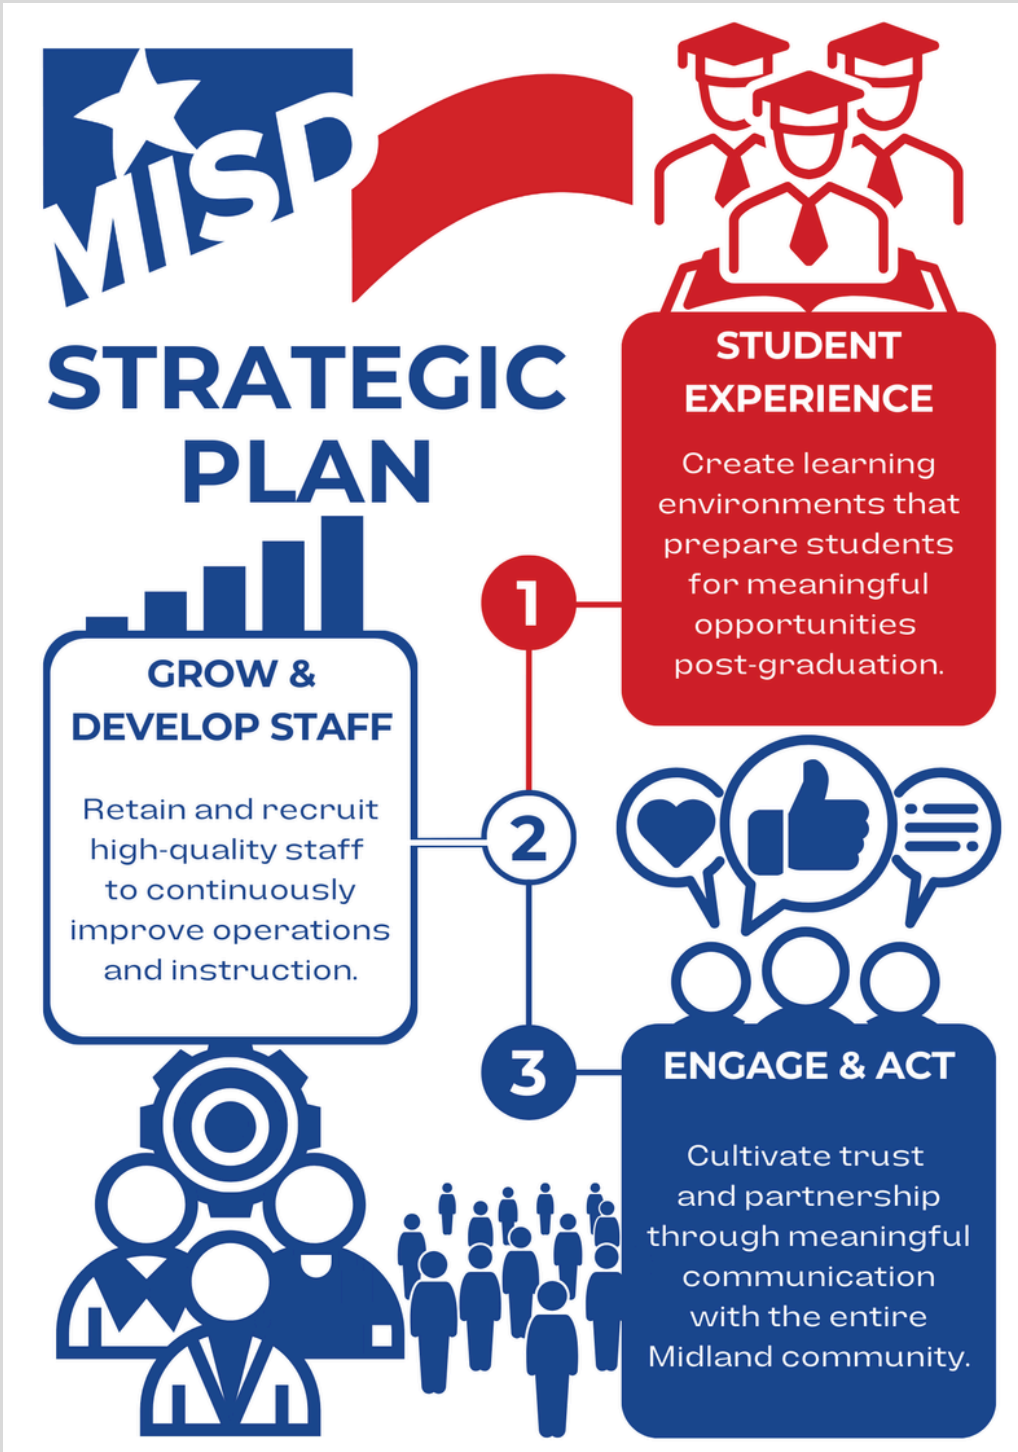 MISD
STRATEGIC
PLAN
1
STUDENT
EXPERIENCE
Create learning
environments that
prepare students
for meaningful
opportunities
post-graduation.
2
GROW &
DEVELOP STAFF
Retain and recruit
high-quality staff
to continuously
improve operations
and instruction.
3
ENGAGE & ACT
Cultivate trust
and partnership
through meaningful
communication
with the entire
Midland community.